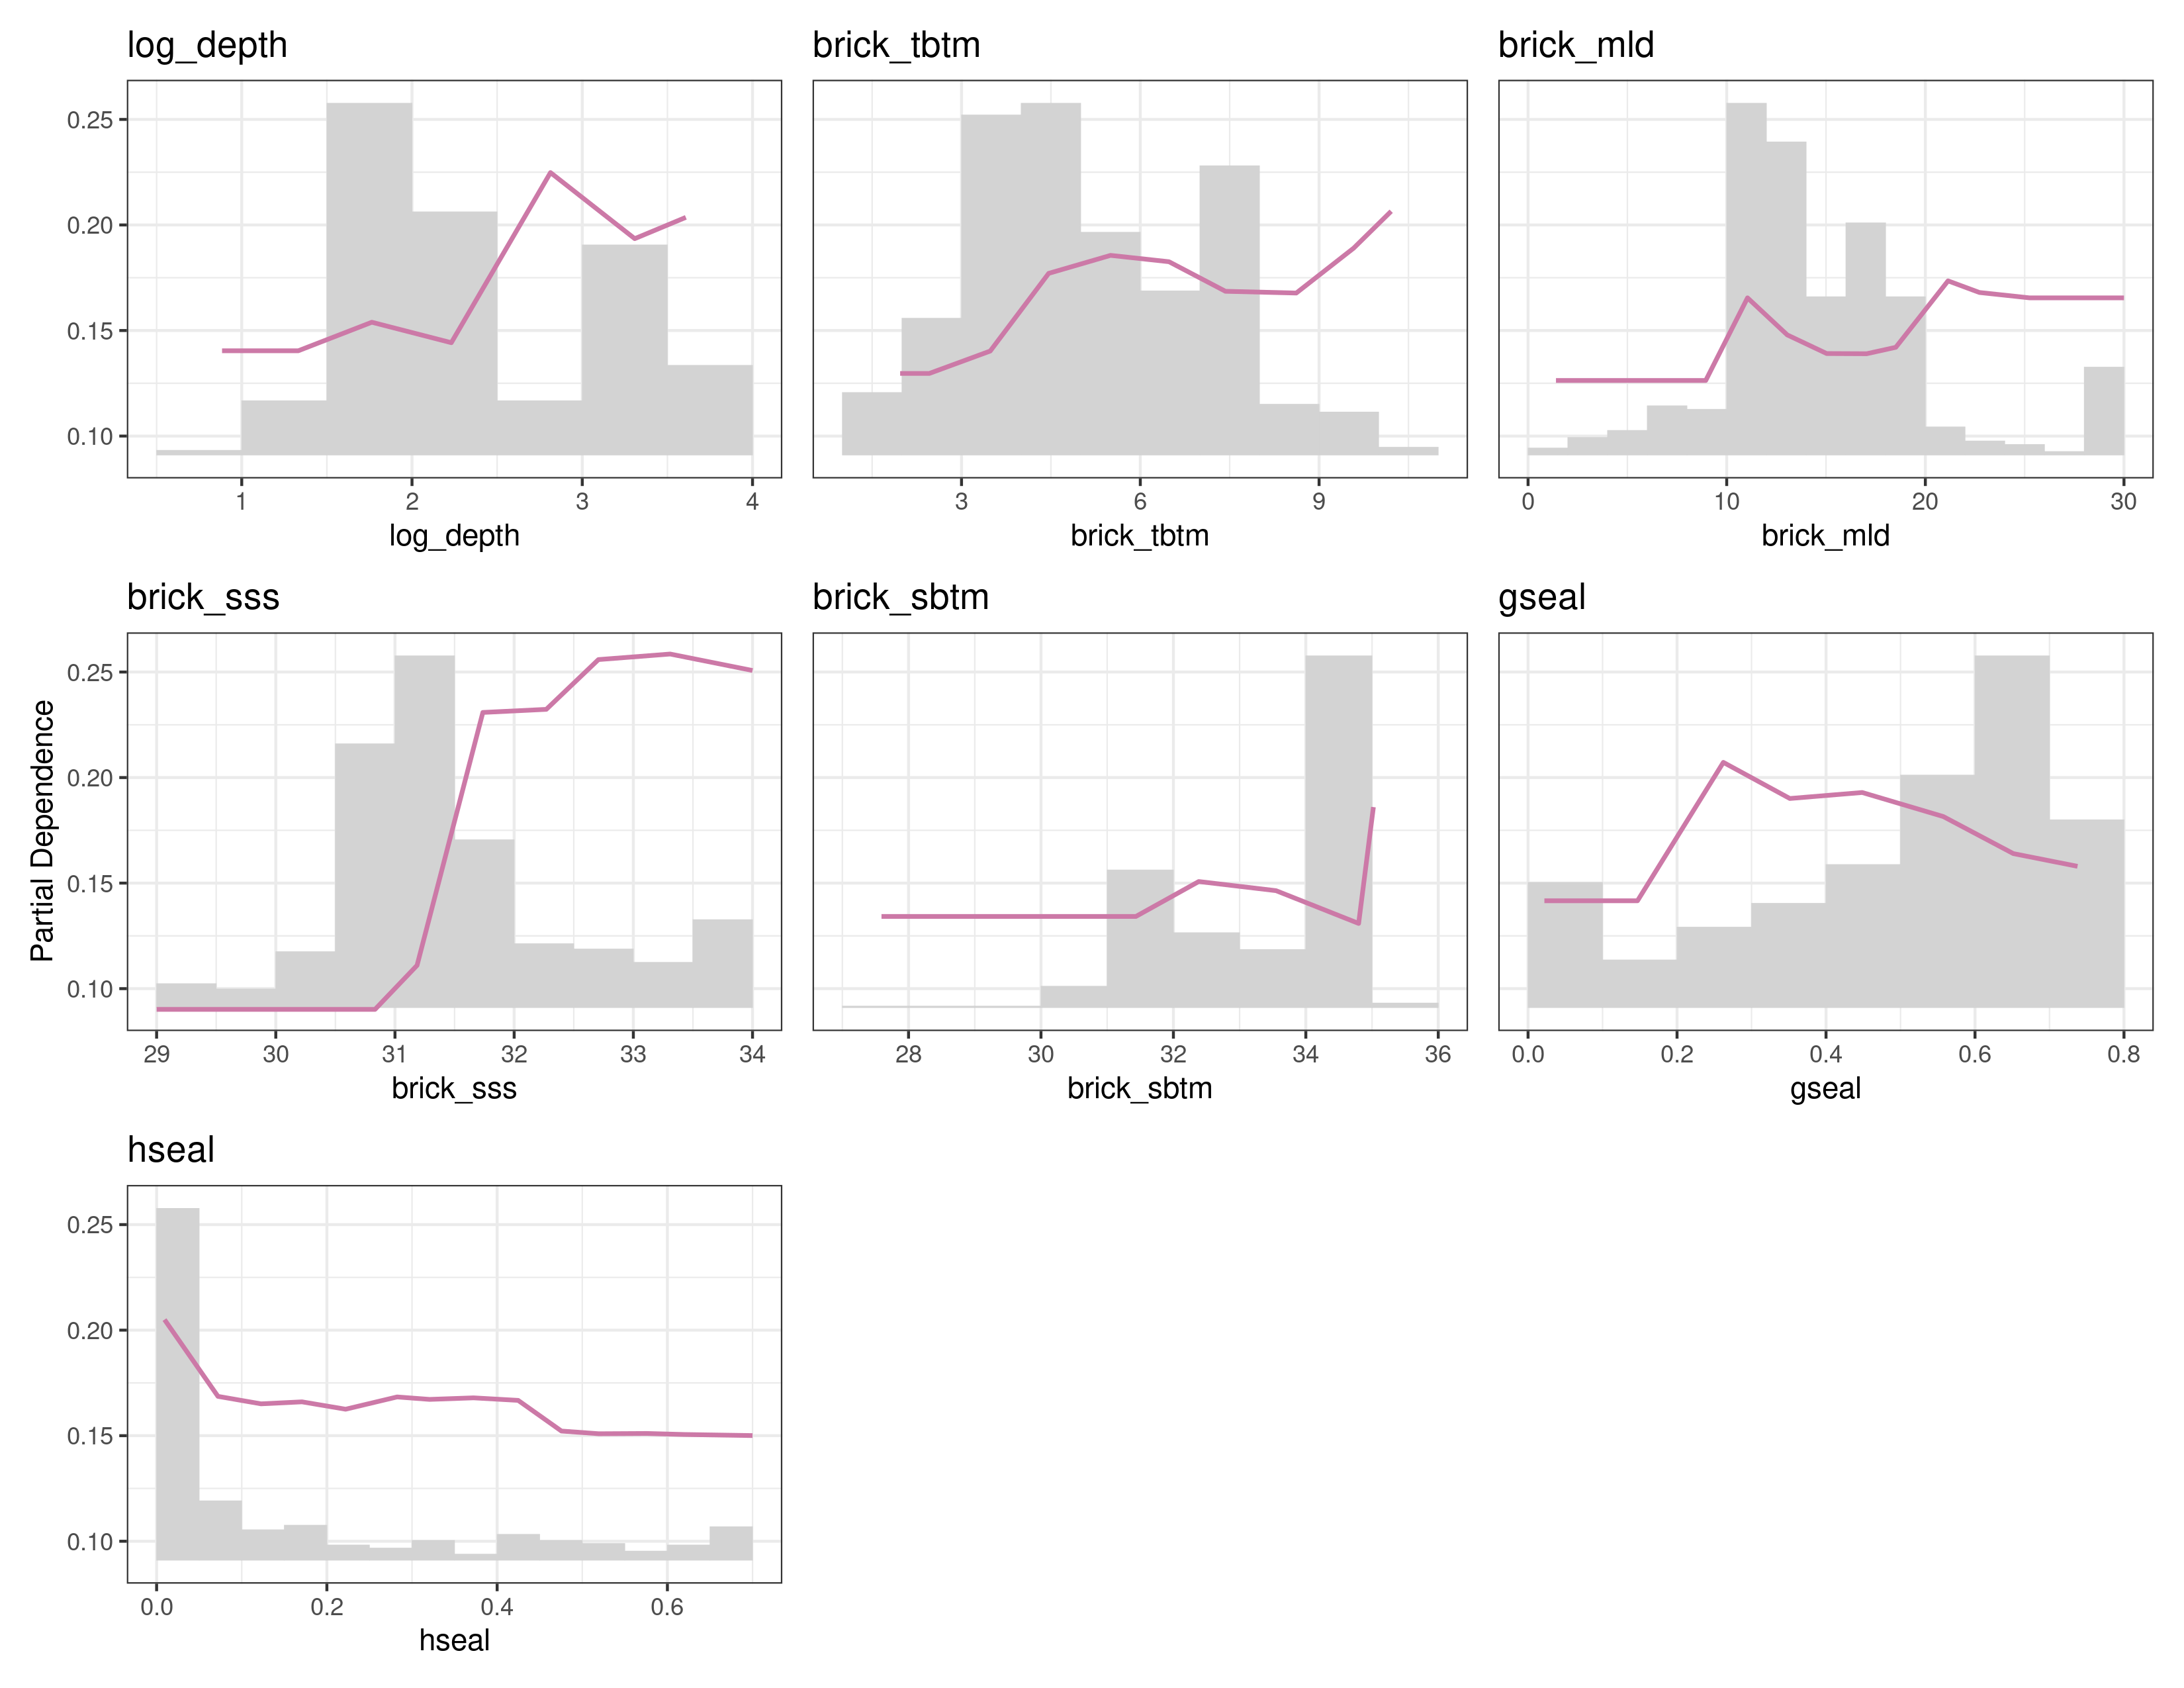 log_depth
brick_tbtm
brick_mld
0.25
0.20
0.15
0.10
1 2 3 4
3 6 9
0 10 20 30
log_depth
brick_tbtm
brick_mld
brick_sss
brick_sbtm
gseal
Partial Dependence
0.25
0.20
0.15
0.10
29 30 31 32 33 34
28 30 32 34 36
0.0 0.2 0.4 0.6 0.8
brick_sss
brick_sbtm
gseal
hseal
0.25
0.20
0.15
0.10
0.0 0.2 0.4 0.6
hseal